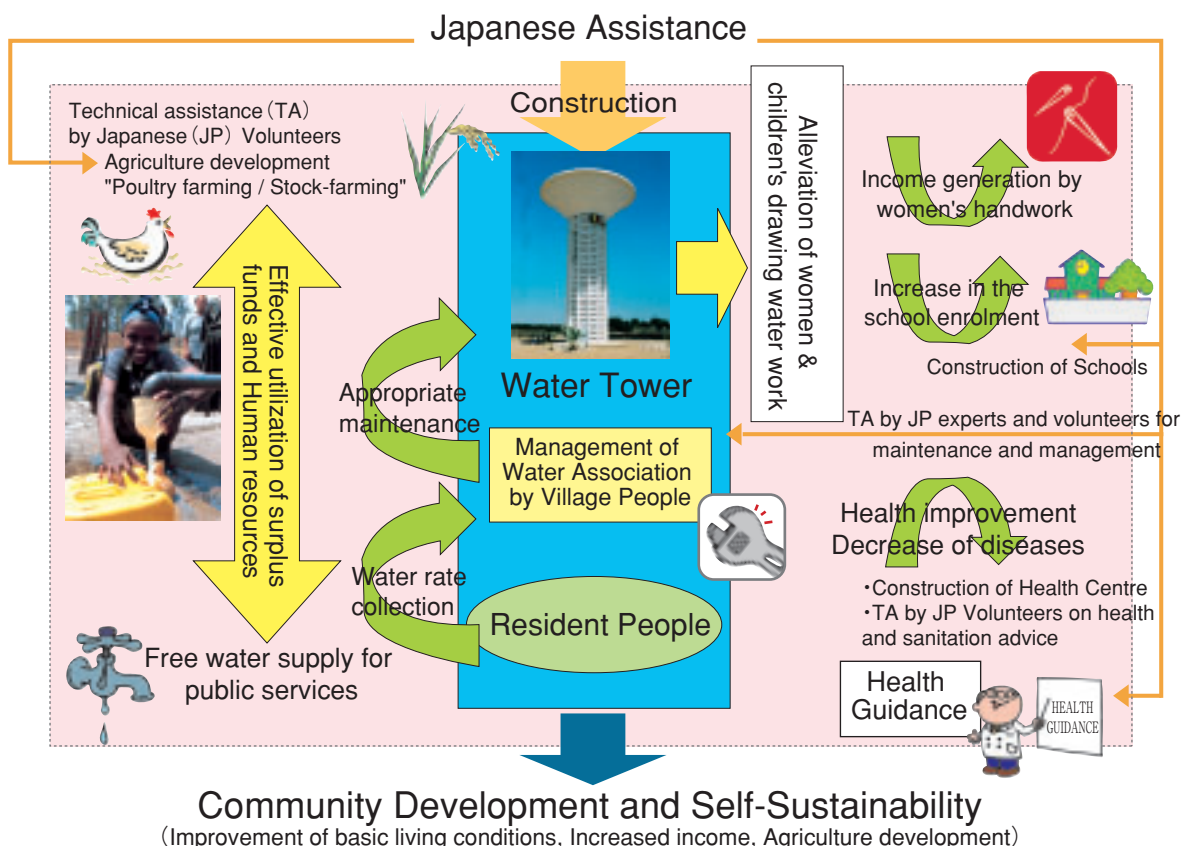 Japanese Assistance
Construction
Technical assistance (TA)
by Japanese (JP) Volunteers
Agriculture development
"Poultry farming / Stock-farming"
Effective utilization of surplus
funds and Human resources
Free water supply for
public services
Water Tower
Appropriate
maintenance
Management of
Water Association
by Village People
Water rate
collection
Resident People
Alleviation of women &
children's drawing water work
Income generation by
women's handwork
Increase in the
school enrolment
Construction of Schools
TA by JP experts and volunteers for
maintenance and management
Health improvement
Decrease of diseases
・Construction of Health Centre
・TA by JP Volunteers on health
and sanitation advice
Health
Guidance
HEALTH
GUIDANCE
Community Development and Self-Sustainability
(Improvement of basic living conditions, Increased income, Agriculture development)